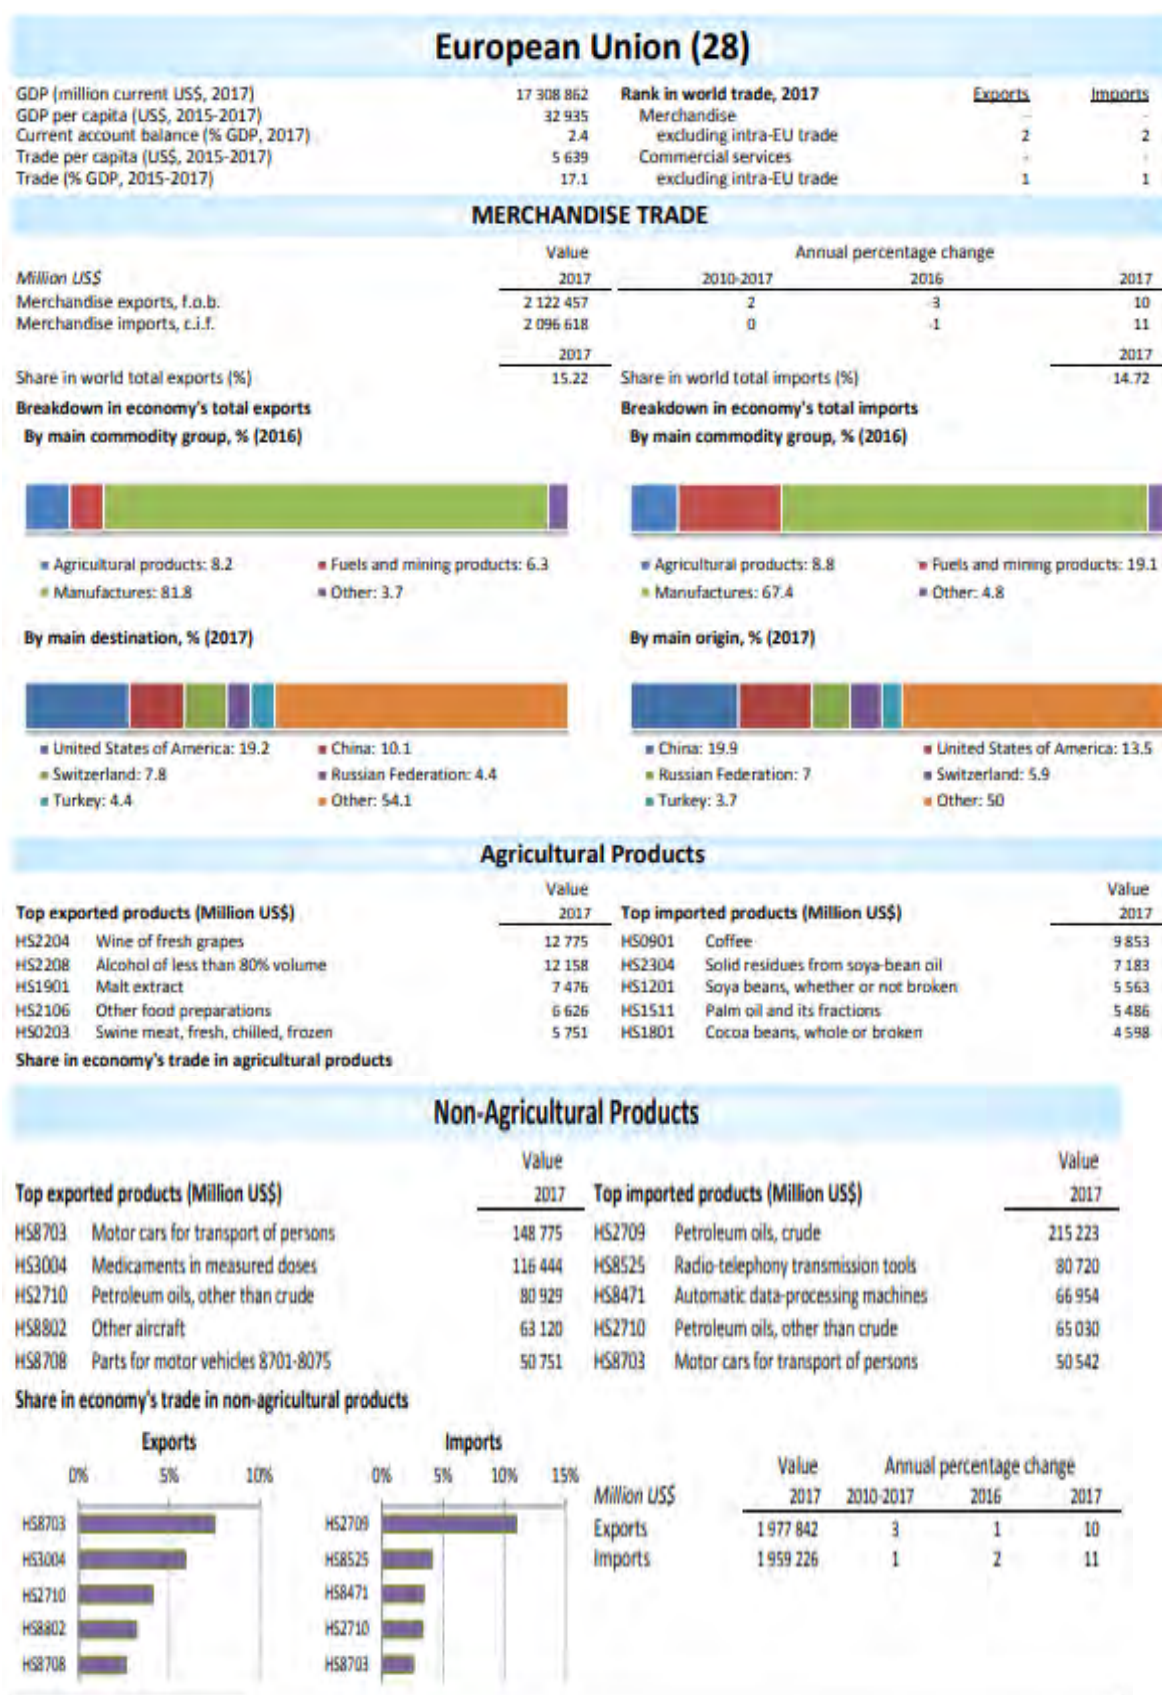 European Union (28)
GDP (million current US$, 2017) 17 308 862 Rank in world trade, 2017 Exports Imports
GDP per capita (US$, 2015-2017) 32 935 Merchandise - -
Current account balance (% GDP, 2017) 2.4 excluding intra-EU trade 2 2
Trade per capita (US$, 2015-2017) 5 639 Commercial services - -
Trade (% GDP, 2015-2017) 17.1 excluding intra-EU trade 1 1
MERCHANDISE TRADE
Value Annual percentage change
Million US$ 2017 2010-2017 2016 2017
Merchandise exports, f.o.b. 2 122 457 2 -3 10
Merchandise imports, c.i.f. 2 096 618 0 -1 11
2017 2017
Share in world total exports (%) 15.22 Share in world total imports (%) 14.72
Breakdown in economy's total exports Breakdown in economy's total imports
By main commodity group, % (2016) By main commodity group, % (2016)
Agricultural products: 8.2 Fuels and mining products: 6.3 Agricultural products: 8.8 Fuels and mining products: 19.1
Manufactures: 81.8 Other: 3.7 Manufactures: 67.4 Other: 4.8
By main destination, % (2017) By main origin, % (2017)
United States of America: 19.2 China: 10.1 China: 19.9 United States of America: 13.5
Switzerland: 7.8 Russian Federation: 4.4 Russian Federation: 7 Switzerland: 5.9
Turkey: 4.4 Other: 54.1 Turkey: 3.7 Other: 50
Agricultural Products
Value Value
Top exported products (Million US$) 2017 Top imported products (Million US$) 2017
HS2204 Wine of fresh grapes 12 775 HS0901 Coffee 9 853
HS2208 Alcohol of less than 80% volume 12 158 HS2304 Solid residues from soya-bean oil 7 183
HS1901 Malt extract 7 476 HS1201 Soya beans, whether or not broken 5 563
HS2106 Other food preparations 6 626 HS1511 Palm oil and its fractions 5 486
HS0203 Swine meat, fresh, chilled, frozen 5 751 HS1801 Cocoa beans, whole or broken 4 598
Share in economy's trade in agricultural products
Non-Agricultural Products
Value Value
Top exported products (Million US$) 2017 Top imported products (Million US$) 2017
HS8703 Motor cars for transport of persons 148 775 HS2709 Petroleum oils, crude 215 223
HS3004 Medicaments in measured doses 116 444 HS8525 Radio-telephony transmission tools 80 720
HS2710 Petroleum oils, other than crude 80 929 HS8471 Automatic data-processing machines 66 954
HS8802 Other aircraft 63 120 HS2710 Petroleum oils, other than crude 65 030
HS8708 Parts for motor vehicles 8701-8075 50 751 HS8703 Motor cars for transport of persons 50 542
Share in economy's trade in non-agricultural products
Exports Imports
0% 5% 10% 0% 5% 10% 15%
Value Annual percentage change
Million US$ 2017 2010-2017 2016 2017
HS8703 HS2709 Exports 1 977 842 3 1 10
HS3004 HS8525 Imports 1 959 226 1 2 11
HS2710 HS8471
HS8802 HS2710
HS8708 HS8703